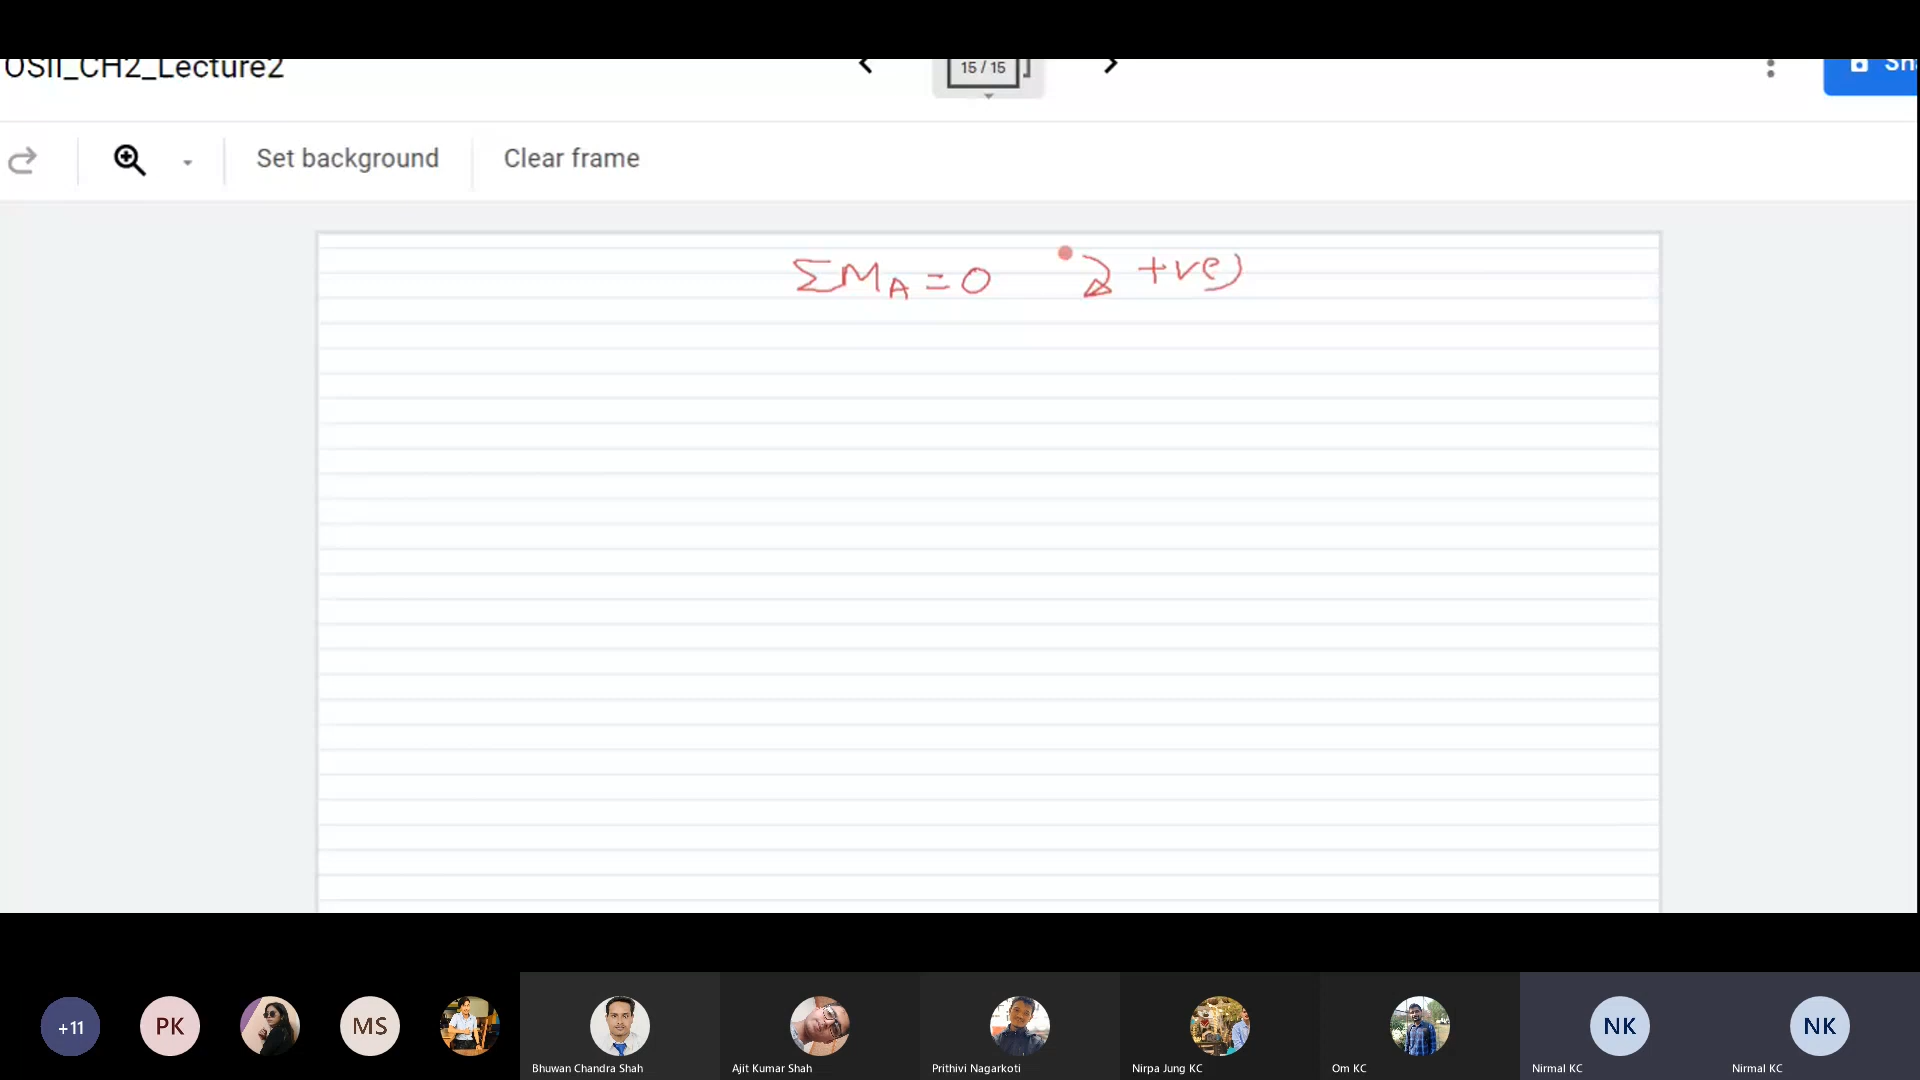 OSII_CH2_Lecture2
15 / 15
Set background
Clear frame
ΣM_A = 0 +ve)
+11
PK
MS
Bhuwan Chandra Shah
Ajit Kumar Shah
Prithivi Nagarkoti
Nirpa Jung KC
Om KC
NK
Nirmal KC
NK
Nirmal KC